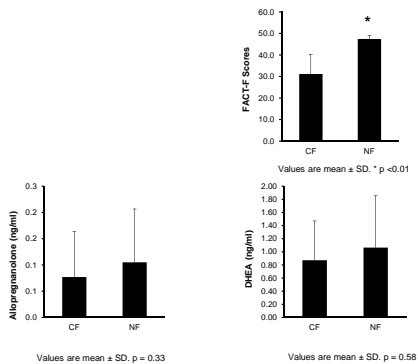 FACT-F Scores
60.0
50.0
40.0
30.0
20.0
10.0
0.0
*
CF NF
Values are mean ± SD. * p <0.01
Allopregnanolone (ng/ml)
0.3
0.2
0.2
0.1
0.1
0.0
CF NF
Values are mean ± SD. p = 0.33
DHEA (ng/ml)
2.00
1.80
1.60
1.40
1.20
1.00
0.80
0.60
0.40
0.20
0.00
CF NF
Values are mean ± SD. p = 0.58